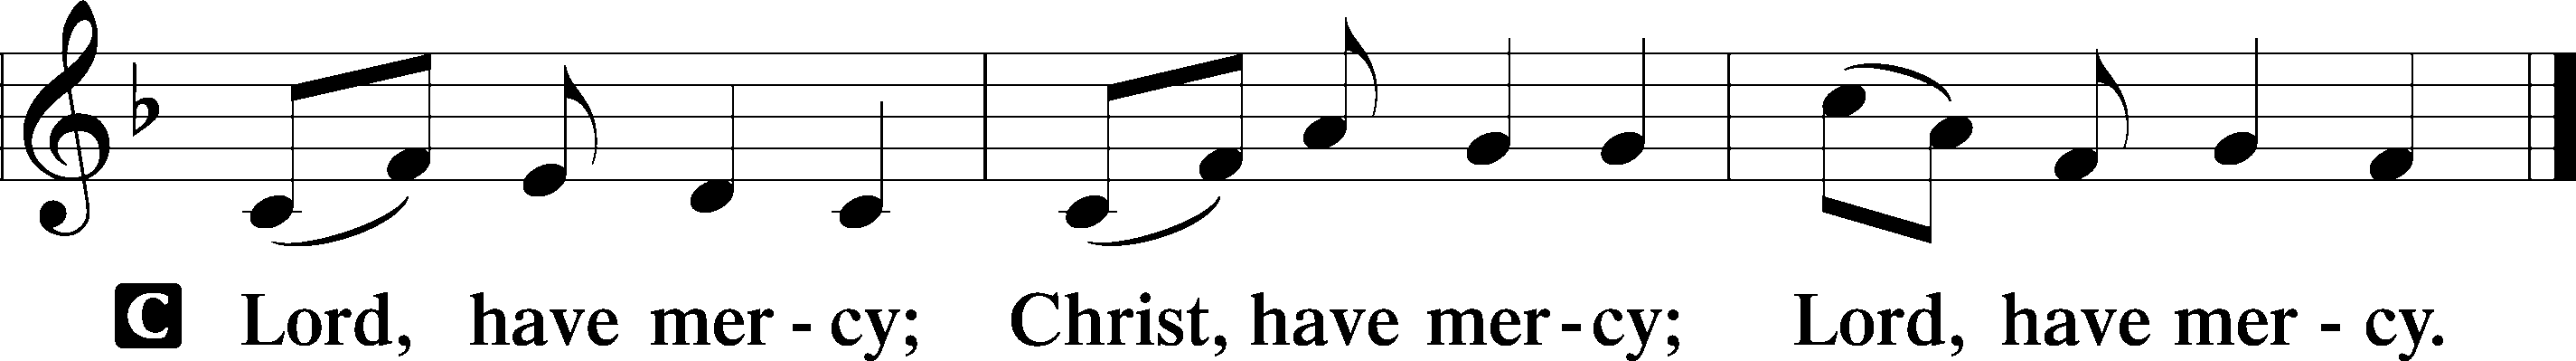 C Lord, have mer - cy; Christ, have mer - cy; Lord, have mer - cy.